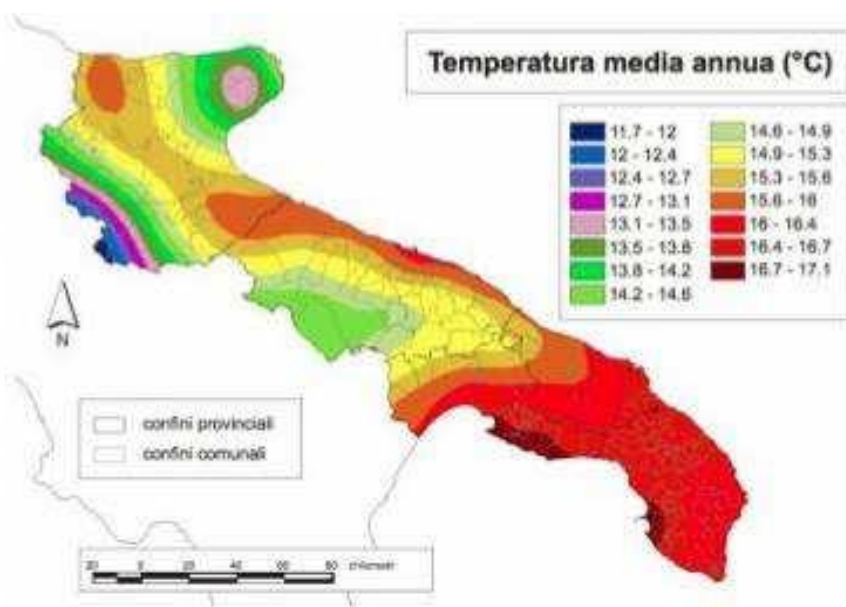 Temperatura media annua (°C)
11.7 - 12
12 - 12.4
12.4 - 12.7
12.7 - 13.1
13.1 - 13.5
13.5 - 13.8
13.8 - 14.2
14.2 - 14.6
14.6 - 14.9
14.9 - 15.3
15.3 - 15.6
15.6 - 16
16 - 16.4
16.4 - 16.7
16.7 - 17.1
N
confini provinciali
confini comunali
20 0 20 40 60 80